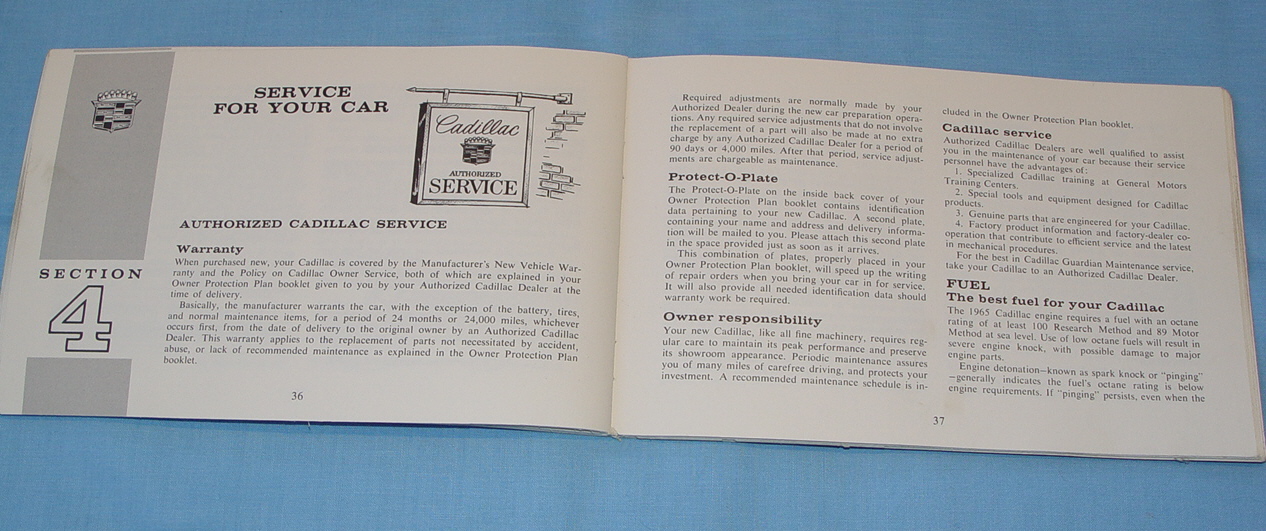 SERVICE
FOR YOUR CAR
Cadillac
AUTHORIZED
SERVICE
SECTION
4
AUTHORIZED CADILLAC SERVICE
Warranty
When purchased new, your Cadillac is covered by the Manufacturer's New Vehicle War-
ranty and the Policy on Cadillac Owner Service, both of which are explained in your
Owner Protection Plan booklet given to you by your Authorized Cadillac Dealer at the
time of delivery.
Basically, the manufacturer warrants the car, with the exception of the battery, tires,
and normal maintenance items, for a period of 24 months or 24,000 miles, whichever
occurs first, from the date of delivery to the original owner by an Authorized Cadillac
Dealer. This warranty applies to the replacement of parts not necessitated by accident,
abuse, or lack of recommended maintenance as explained in the Owner Protection Plan
booklet.
36
Required adjustments are normally made by your
Authorized Dealer during the new car preparation opera-
tions. Any required service adjustments that do not involve
the replacement of a part will also be made at no extra
charge by any Authorized Cadillac Dealer for a period of
90 days or 4,000 miles. After that period, service adjust-
ments are chargeable as maintenance.
Protect-O-Plate
The Protect-O-Plate on the inside back cover of your
Owner Protection Plan booklet contains identification
data pertaining to your new Cadillac. A second plate,
containing your name and address and delivery informa-
tion will be mailed to you. Please attach this second plate
in the space provided just as soon as it arrives.
This combination of plates, properly placed in your
Owner Protection Plan booklet, will speed up the writing
of repair orders when you bring your car in for service.
It will also provide all needed identification data should
warranty work be required.
Owner responsibility
Your new Cadillac, like all fine machinery, requires reg-
ular care to maintain its peak performance and preserve
its showroom appearance. Periodic maintenance assures
you of many miles of carefree driving, and protects your
investment. A recommended maintenance schedule is in-
cluded in the Owner Protection Plan booklet.
Cadillac service
Authorized Cadillac Dealers are well qualified to assist
you in the maintenance of your car because their service
personnel have the advantages of:
1. Specialized Cadillac training at General Motors
Training Centers.
2. Special tools and equipment designed for Cadillac
products.
3. Genuine parts that are engineered for your Cadillac.
4. Factory product information and factory-dealer co-
operation that contribute to efficient service and the latest
in mechanical procedures.
For the best in Cadillac Guardian Maintenance service,
take your Cadillac to an Authorized Cadillac Dealer.
FUEL
The best fuel for your Cadillac
The 1965 Cadillac engine requires a fuel with an octane
rating of at least 100 Research Method and 89 Motor
Method at sea level. Use of low octane fuels will result in
severe engine knock, with possible damage to major
engine parts.
Engine detonation—known as spark knock or "pinging"
—generally indicates the fuel's octane rating is below
engine requirements. If "pinging" persists, even when the
37